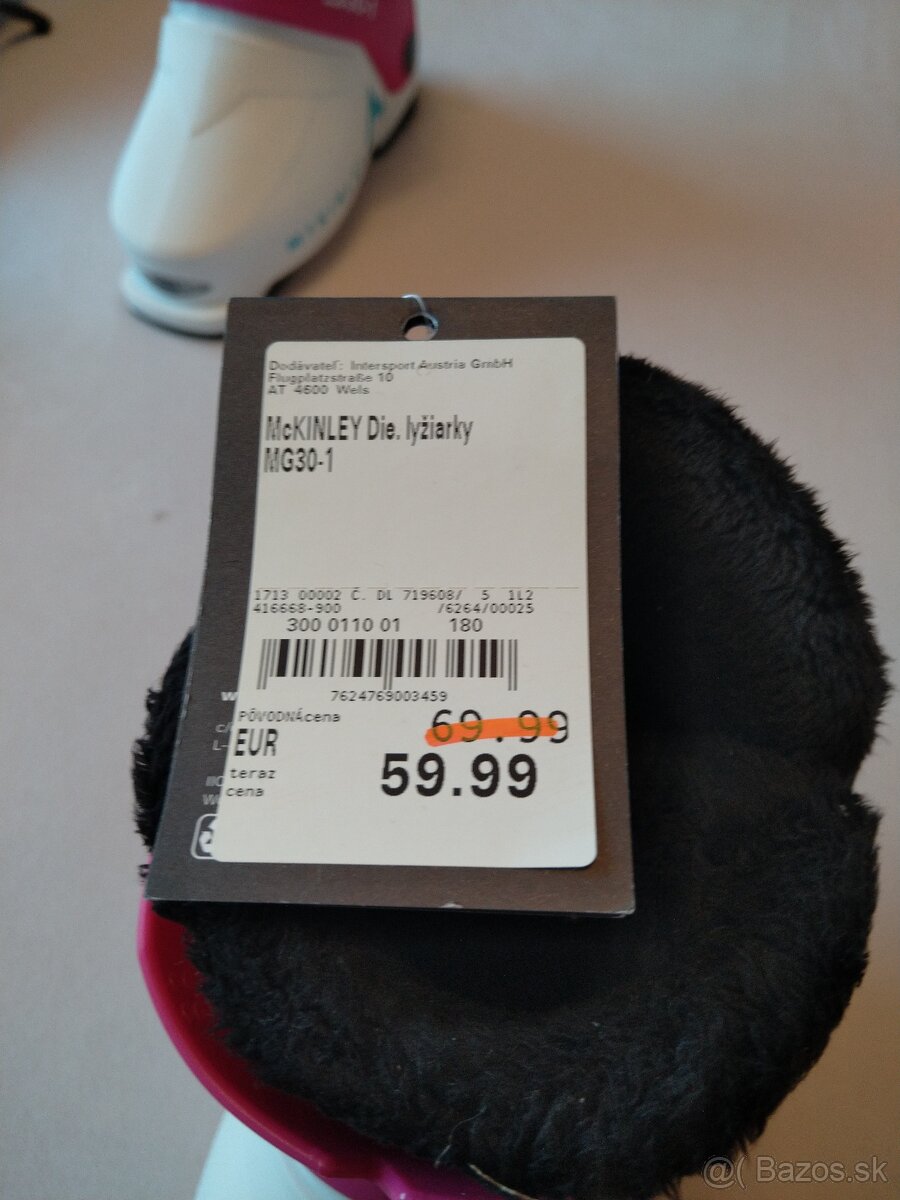 Dodávateľ: Intersport Austria GmbH
Flugplatzstraße 10
AT 4600 Wels
McKINLEY Die. lyžiarky
MG30-1
1713 00002 Č. DL 719608/ 5 1L2
416668-900 /6264/00025
300 0110 01 180
7624769003459
PÔVODNÁcena 69.99
EUR
teraz
cena
59.99
@( Bazos.sk